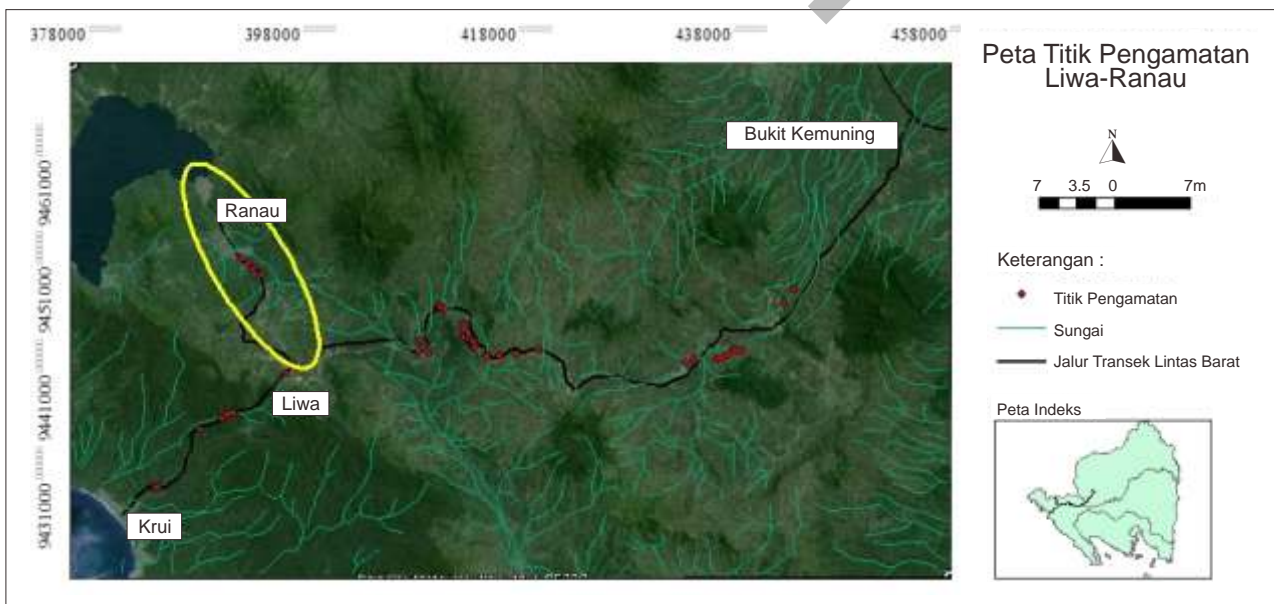 378000 398000 418000 438000 458000
9461000
9451000
9441000
9431000
Ranau
Liwa
Krui
Bukit Kemuning
Peta Titik Pengamatan
Liwa-Ranau
N
7 3.5 0 7m
Keterangan :
Titik Pengamatan
Sungai
Jalur Transek Lintas Barat
Peta Indeks